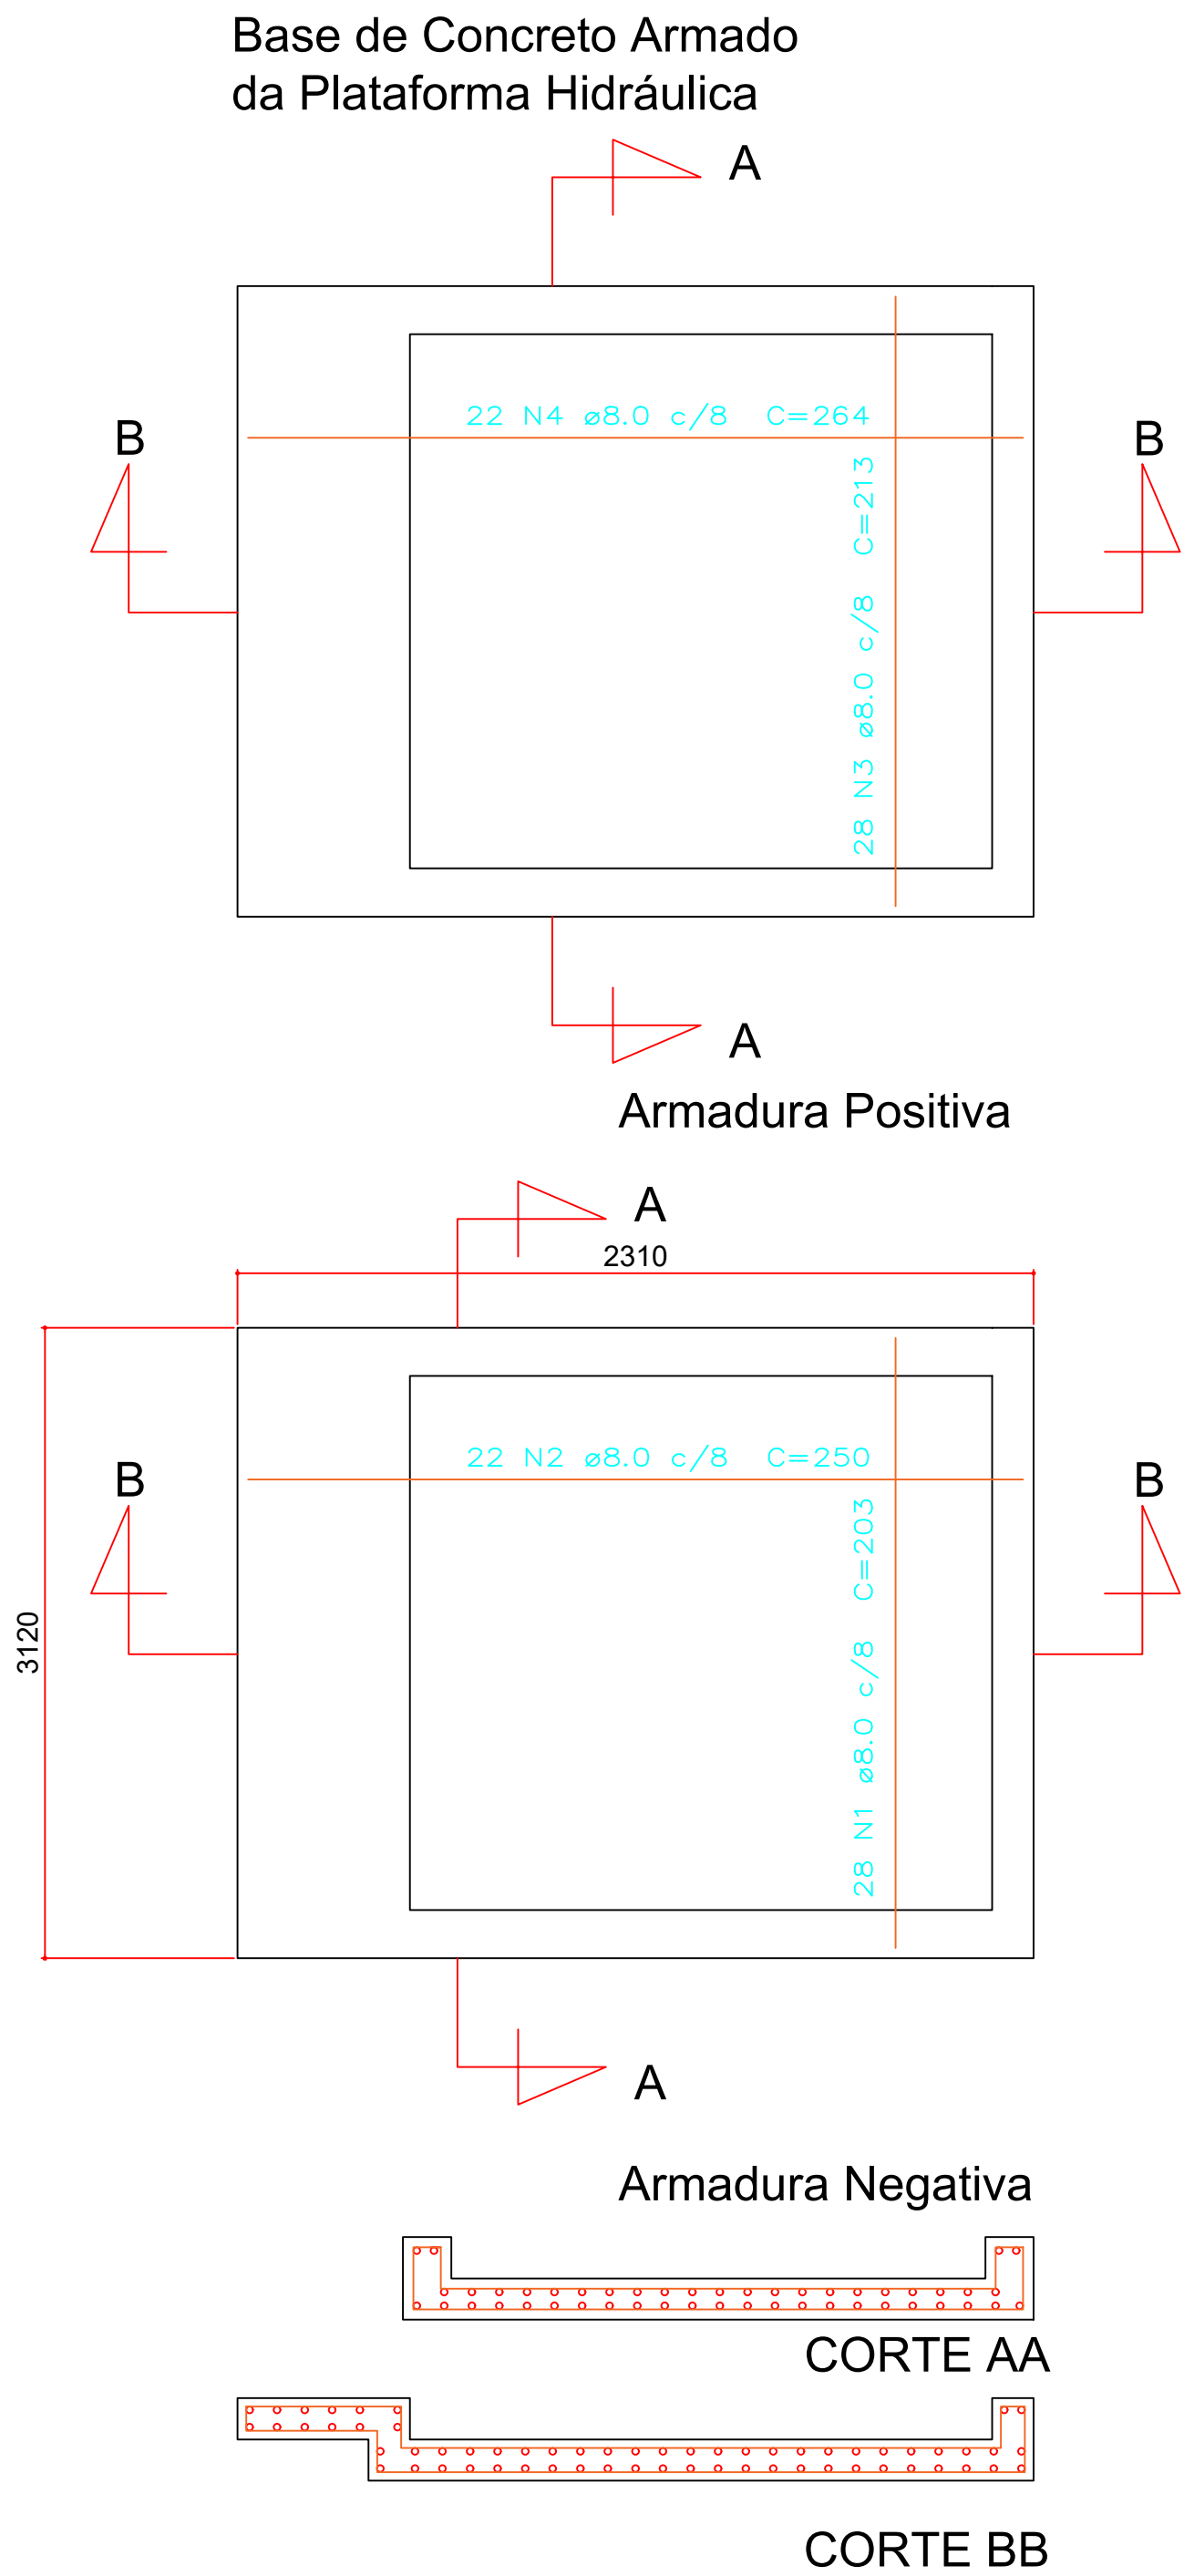 Base de Concreto Armado
da Plataforma Hidráulica
A
B
B
22 N4 ø8.0 c/8 C=264
28 N3 ø8.0 c/8 C=213
A
Armadura Positiva
A
2310
3120
B
B
22 N2 ø8.0 c/8 C=250
28 N1 ø8.0 c/8 C=203
A
Armadura Negativa
CORTE AA
CORTE BB